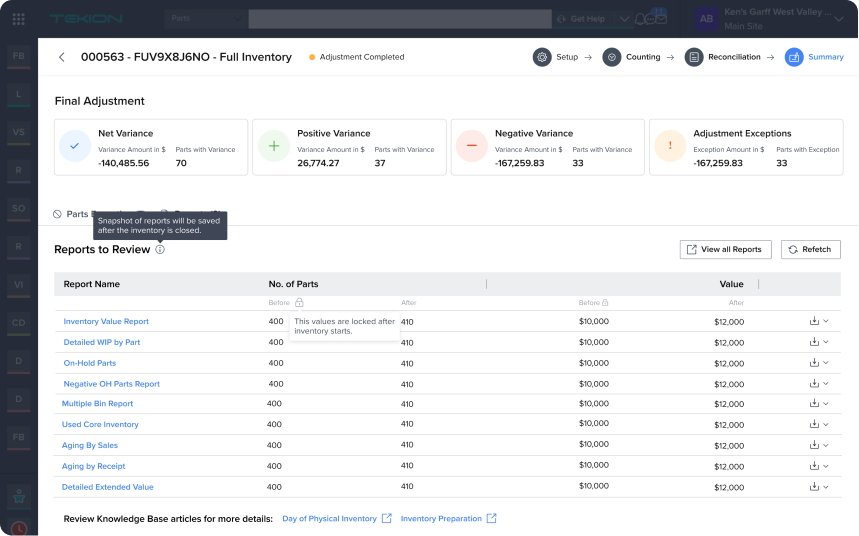 TEKION
Parts
Get Help
AB
Ken's Garff West Valley ...
Main Site
FB
L
VS
R
SO
R
VI
CD
D
D
FB
000563 - FUV9X8J6NO - Full Inventory
Adjustment Completed
Setup
Counting
Reconciliation
Summary
Final Adjustment
Net Variance
Variance Amount in $ Parts with Variance
-140,485.56 70
Positive Variance
Variance Amount in $ Parts with Variance
26,774.27 37
Negative Variance
Variance Amount in $ Parts with Variance
-167,259.83 33
Adjustment Exceptions
Exception Amount in $ Parts with Exception
-167,259.83 33
Parts
Snapshot of reports will be saved
after the inventory is closed.
Reports to Review
View all Reports
Refetch
Report Name No. of Parts Value
Before After Before After
This values are locked after
inventory starts.
Inventory Value Report 400 410 $10,000 $12,000
Detailed WIP by Part 400 410 $10,000 $12,000
On-Hold Parts 400 410 $10,000 $12,000
Negative OH Parts Report 400 410 $10,000 $12,000
Multiple Bin Report 400 410 $10,000 $12,000
Used Core Inventory 400 410 $10,000 $12,000
Aging By Sales 400 410 $10,000 $12,000
Aging by Receipt 400 410 $10,000 $12,000
Detailed Extended Value 400 410 $10,000 $12,000
Review Knowledge Base articles for more details: Day of Physical Inventory Inventory Preparation